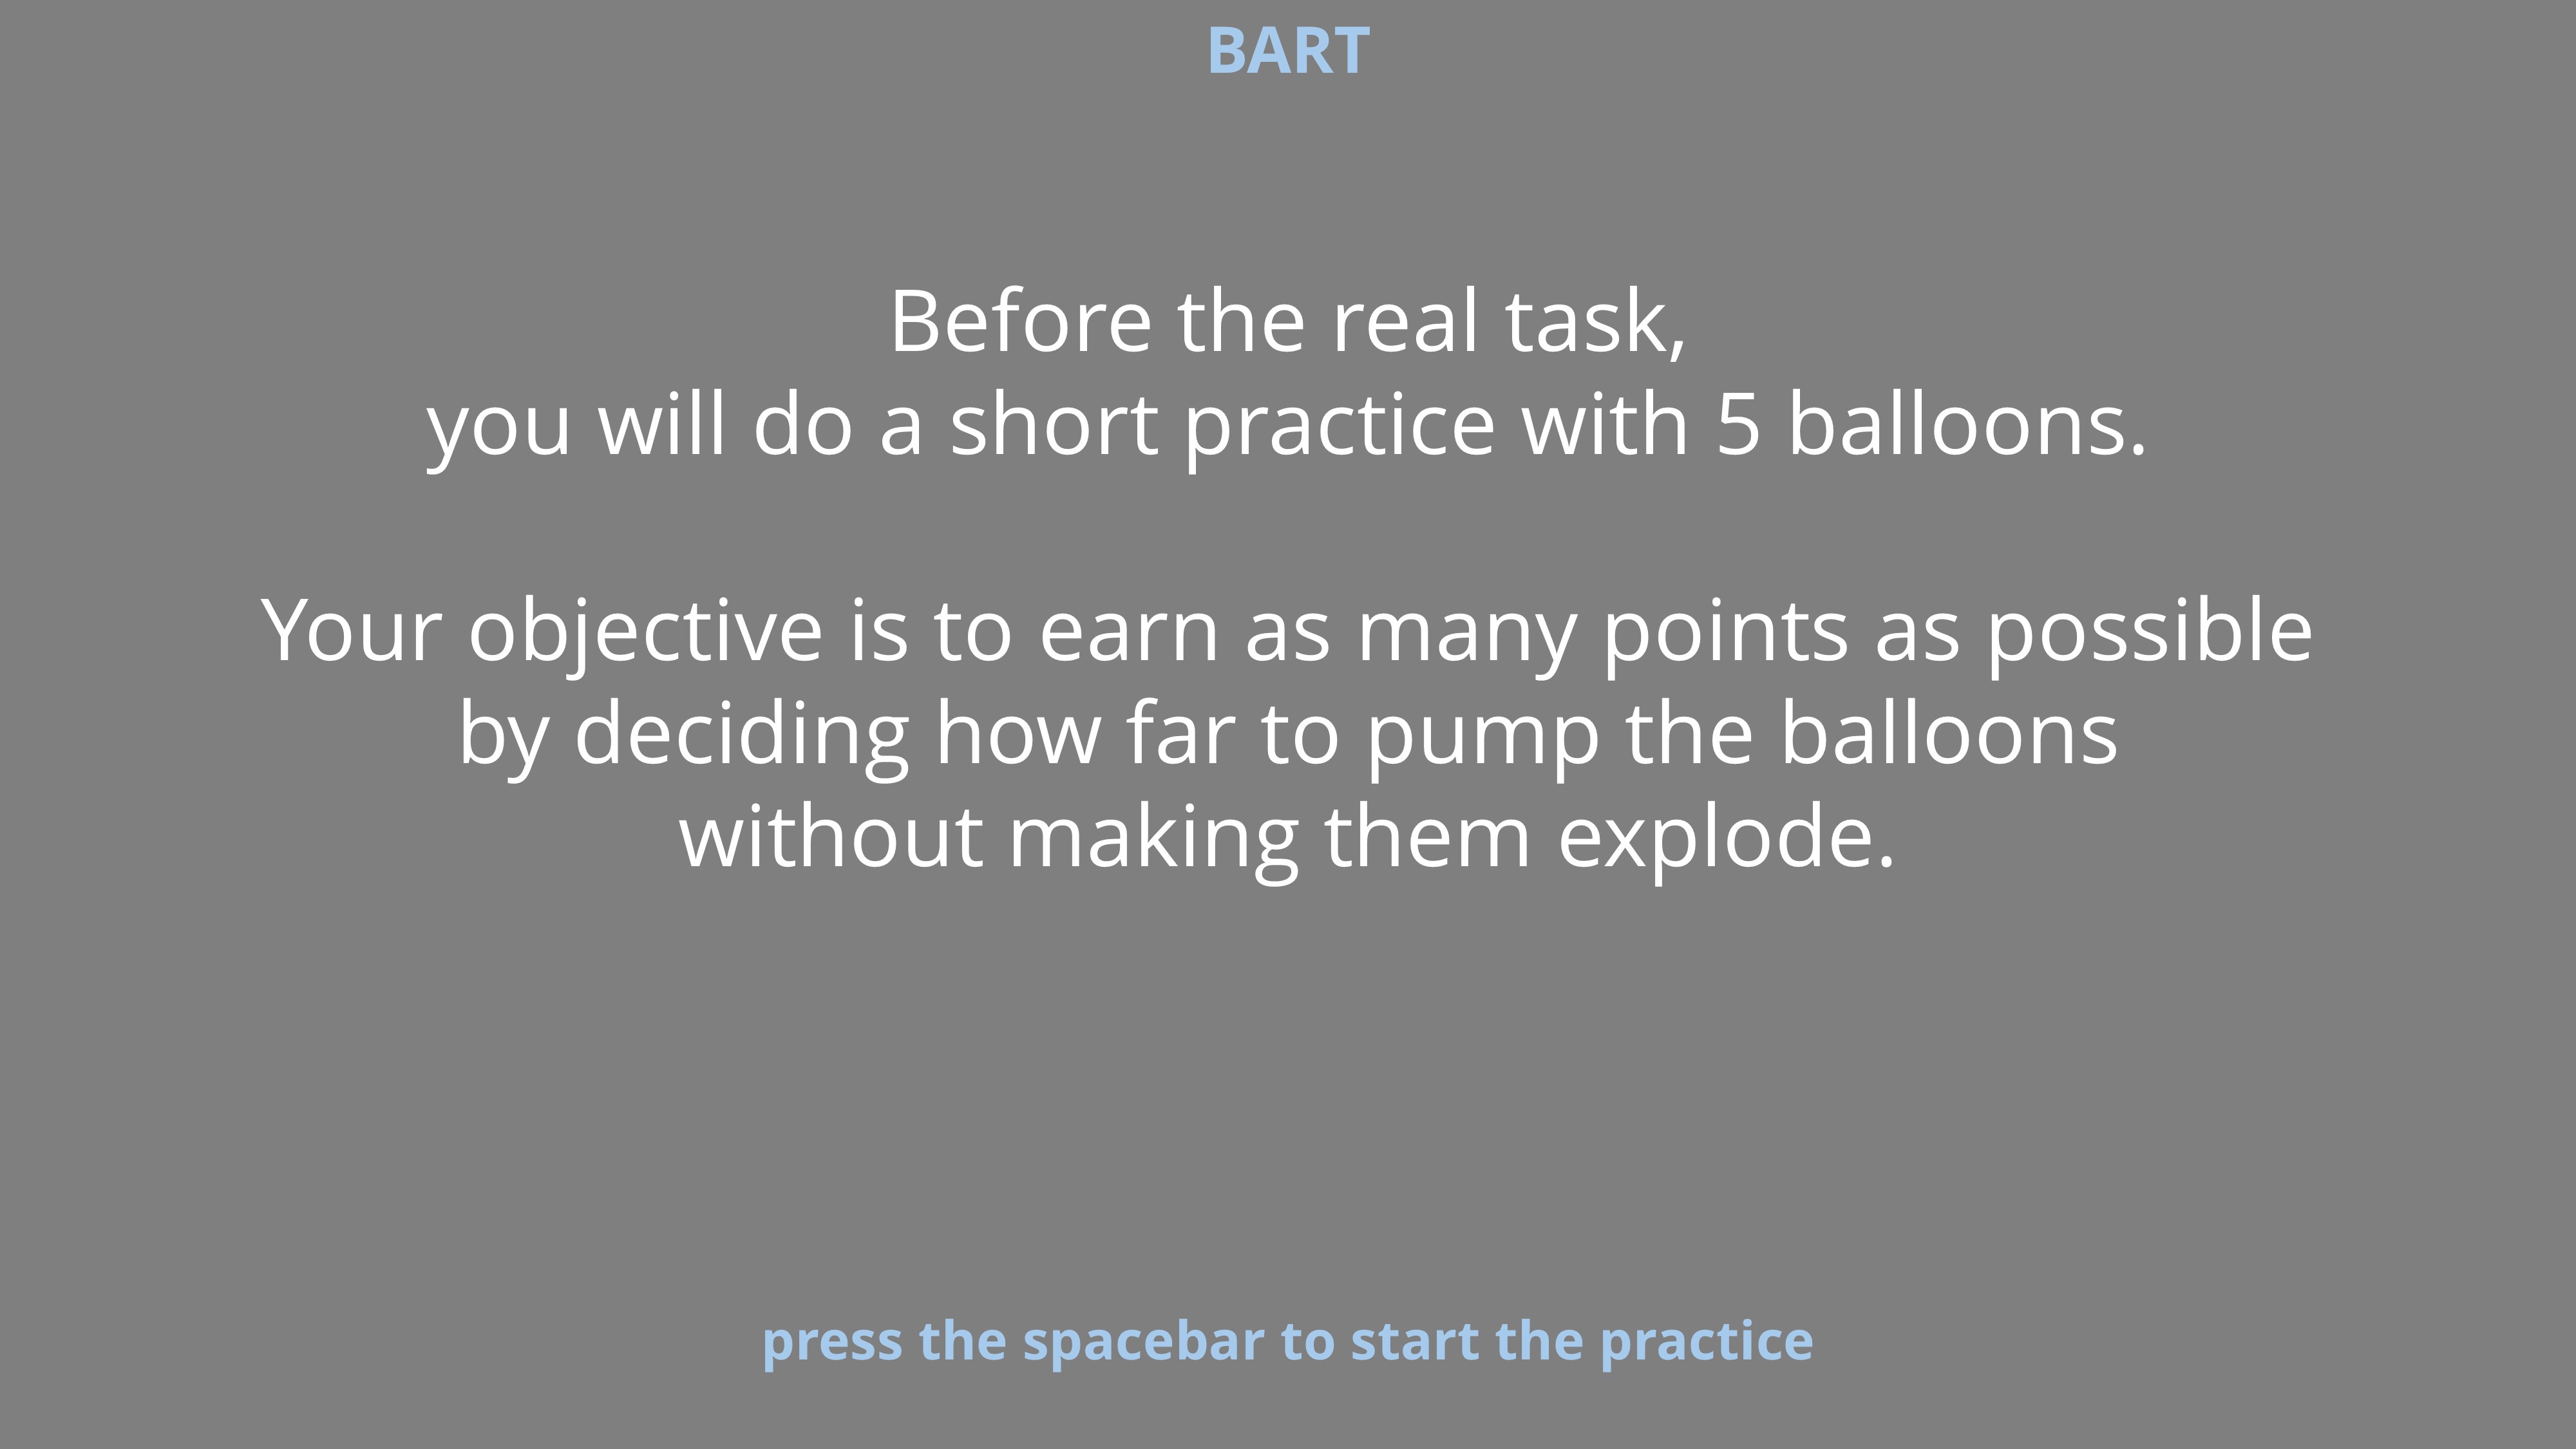 BART
Before the real task,
you will do a short practice with 5 balloons.
Your objective is to earn as many points as possible
by deciding how far to pump the balloons
without making them explode.
press the spacebar to start the practice